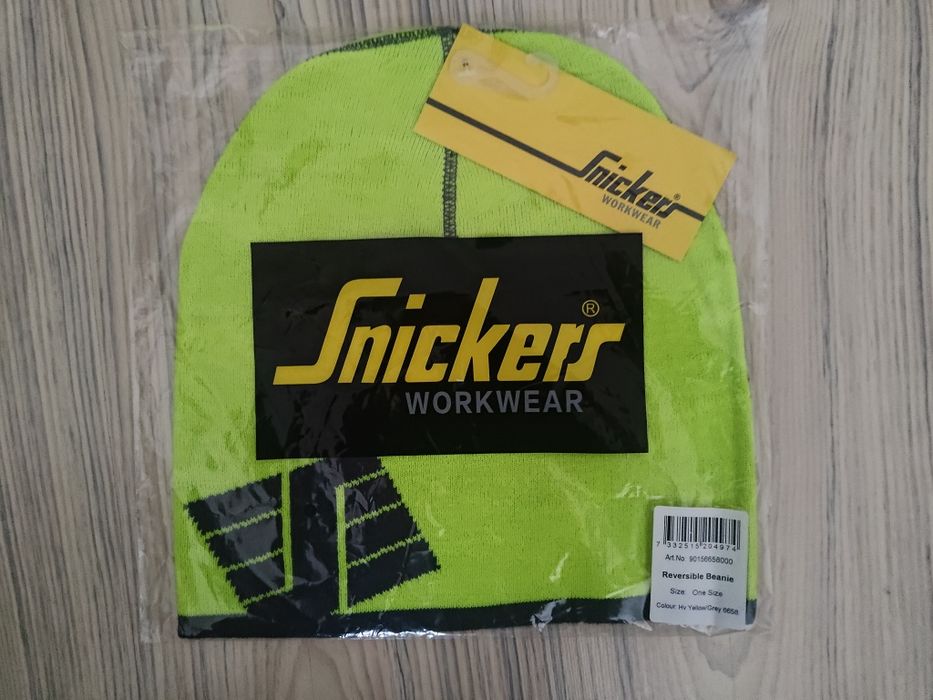 Snickers®
WORKWEAR
Snickers®
WORKWEAR
7 332515 204974
Art No. 90156658000
Reversible Beanie
Size: One Size
Colour: Hv Yellow/Grey 6658